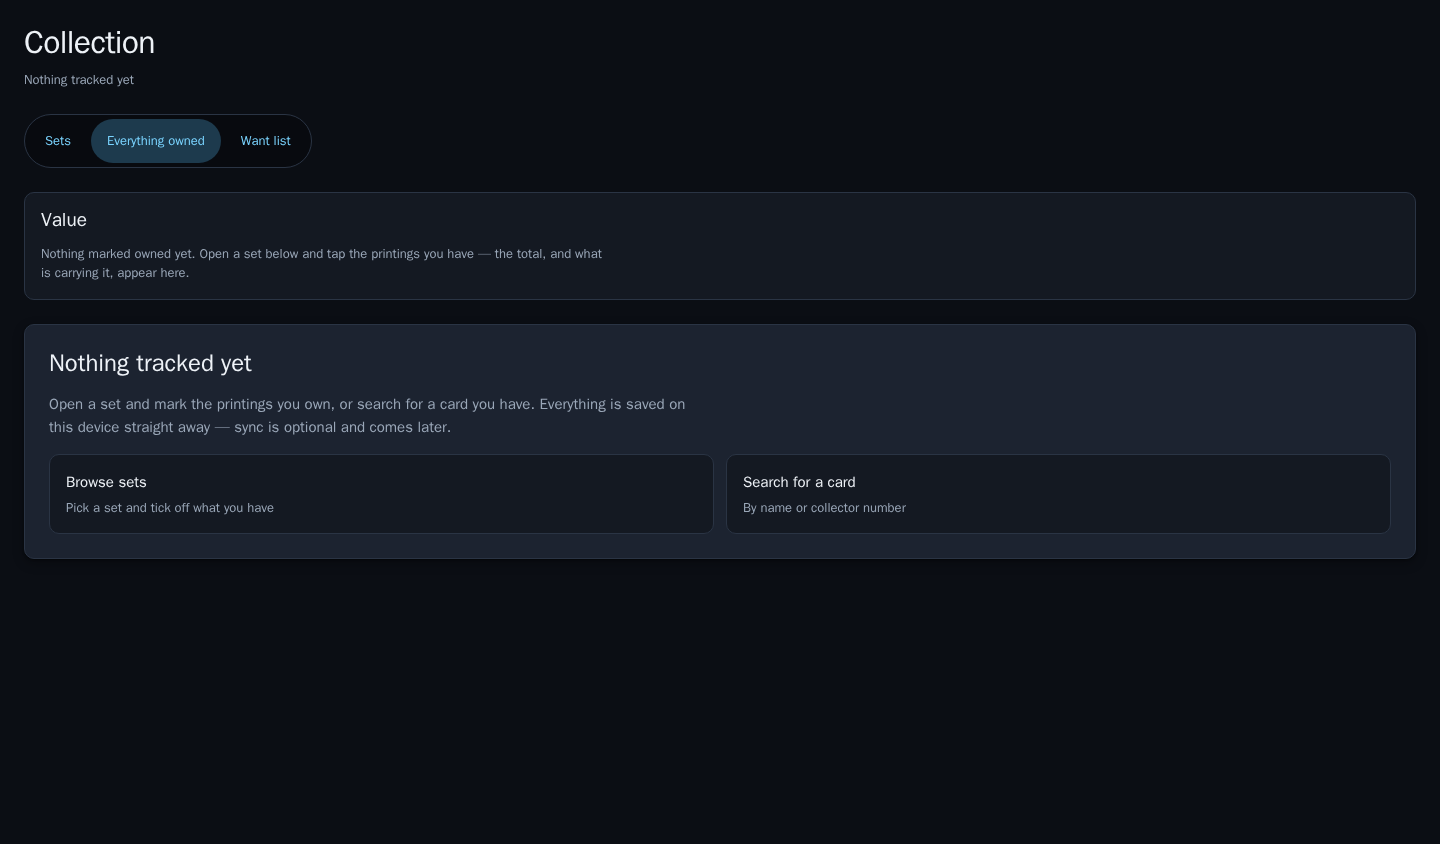 Collection
Nothing tracked yet
Sets
Everything owned
Want list
Value
Nothing marked owned yet. Open a set below and tap the printings you have — the total, and what
is carrying it, appear here.
Nothing tracked yet
Open a set and mark the printings you own, or search for a card you have. Everything is saved on
this device straight away — sync is optional and comes later.
Browse sets
Pick a set and tick off what you have
Search for a card
By name or collector number